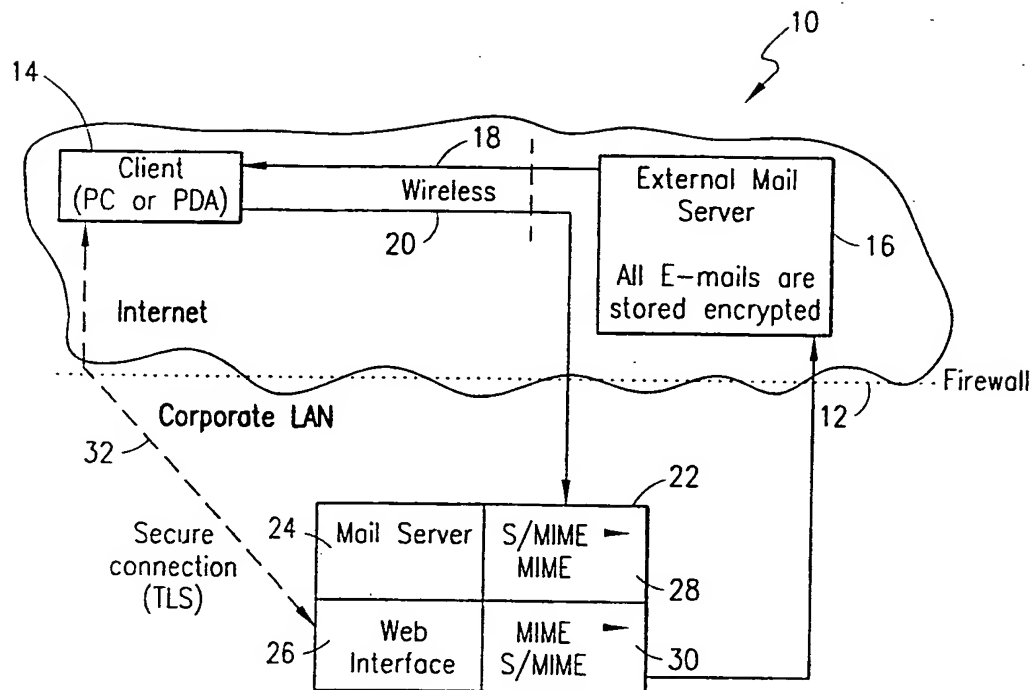 10
14
18
Client
(PC or PDA)
Wireless
20
External Mail
Server
16
All E-mails are
stored encrypted
Internet
Firewall
12
Corporate LAN
32
22
24
Mail Server
S/MIME
MIME
28
Secure
connection
(TLS)
26
Web
Interface
MIME
S/MIME
30